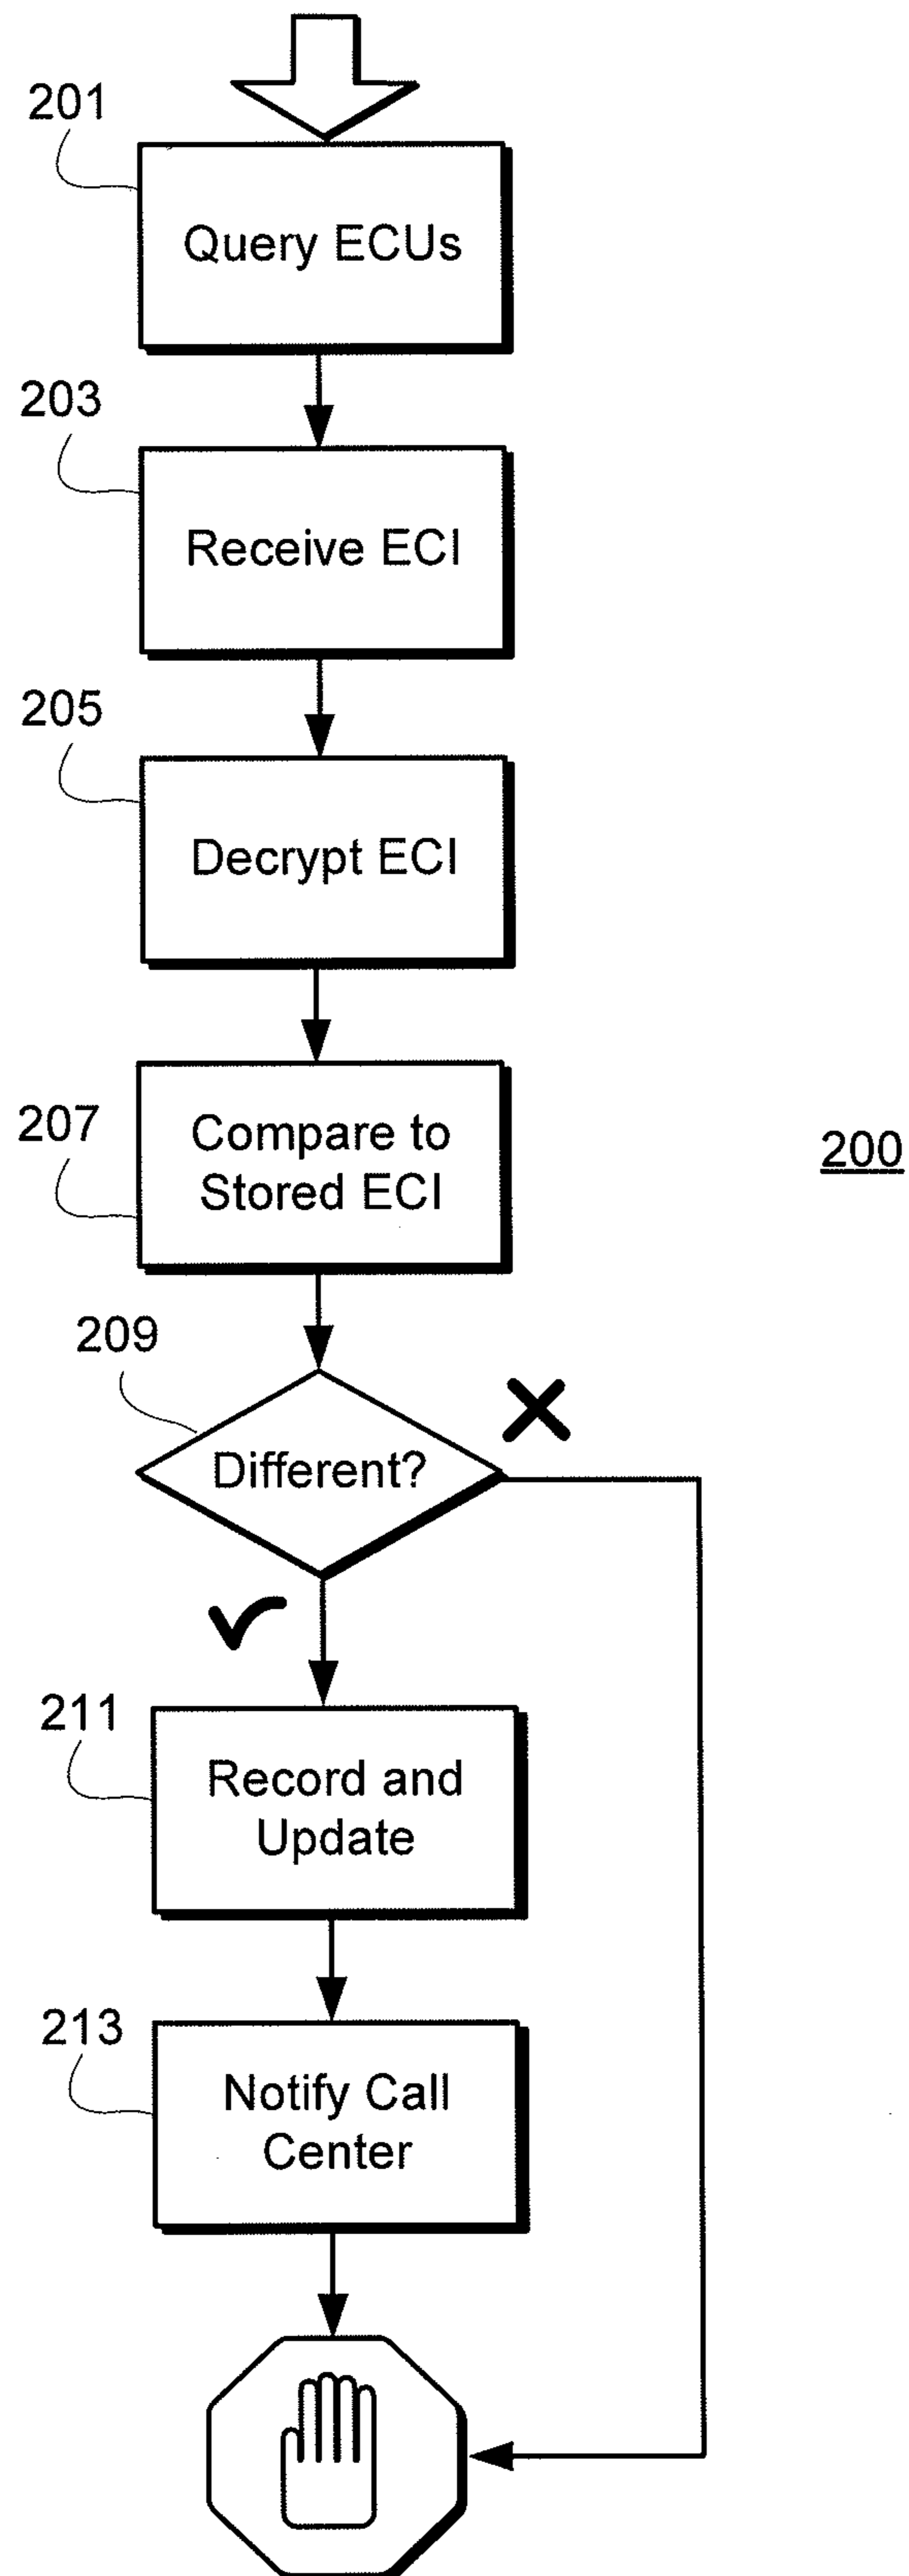 201
Query ECUs
203
Receive ECI
205
Decrypt ECI
207
Compare to
Stored ECI
200
209
Different?
211
Record and
Update
213
Notify Call
Center